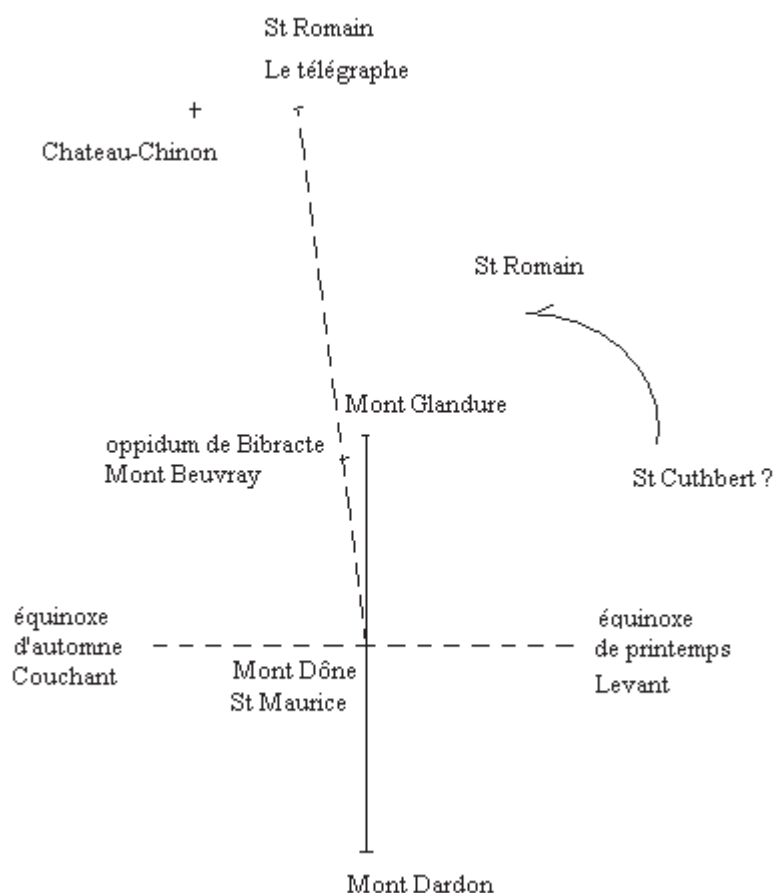 St Romain
Le télégraphe
Chateau-Chinon
St Romain
Mont Glandure
oppidum de Bibracte
Mont Beuvray
St Cuthbert ?
équinoxe
d'automne
Couchant
équinoxe
de printemps
Levant
Mont Dône
St Maurice
Mont Dardon